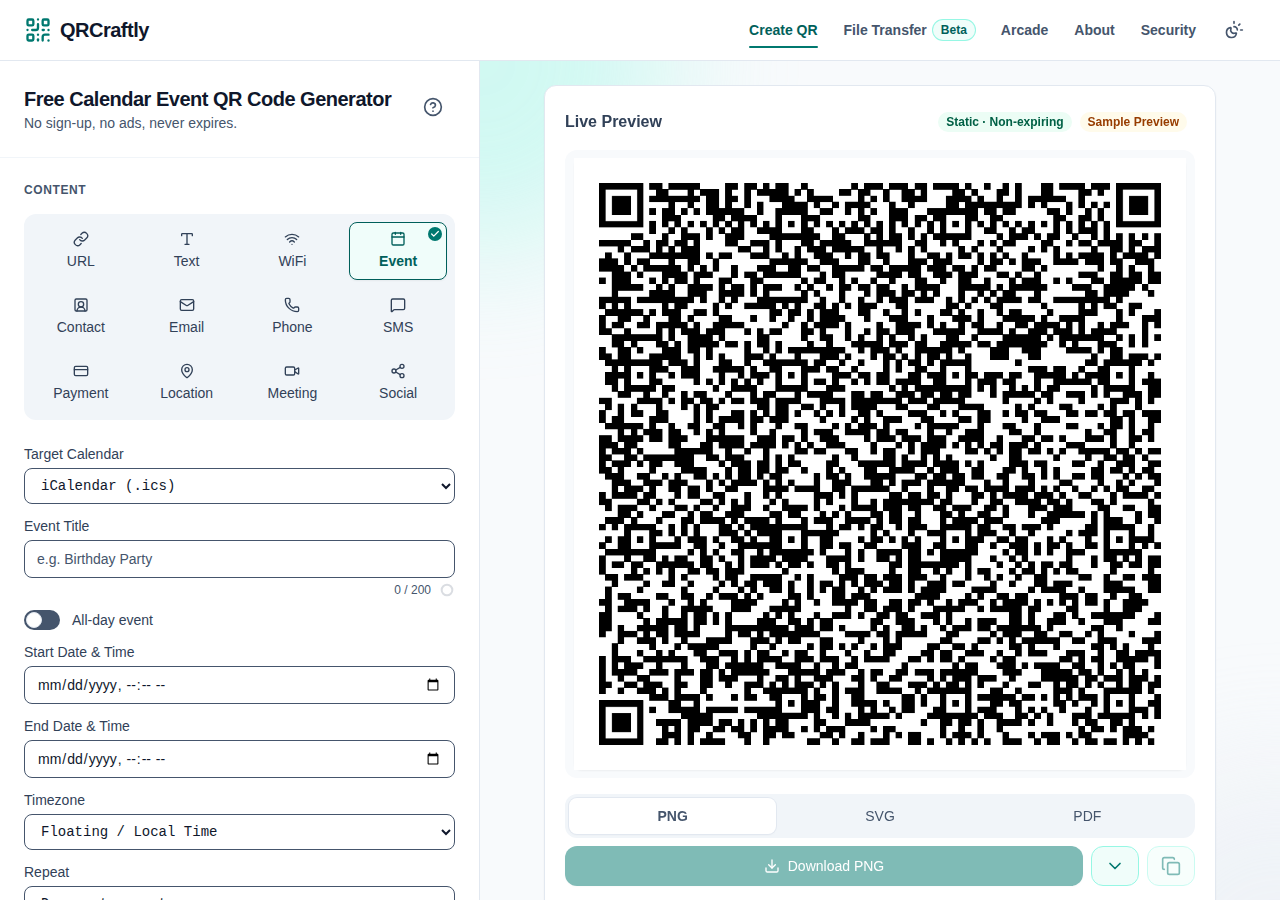 QRCraftly
Create QR
File Transfer Beta
Arcade
About
Security
Free Calendar Event QR Code Generator
No sign-up, no ads, never expires.
CONTENT
URL
Text
WiFi
Event
Contact
Email
Phone
SMS
Payment
Location
Meeting
Social
Target Calendar
iCalendar (.ics)
Event Title
e.g. Birthday Party
0 / 200
All-day event
Start Date & Time
mm/dd/yyyy, --:-- --
End Date & Time
mm/dd/yyyy, --:-- --
Timezone
Floating / Local Time
Repeat
Live Preview
Static · Non-expiring
Sample Preview
PNG
SVG
PDF
Download PNG